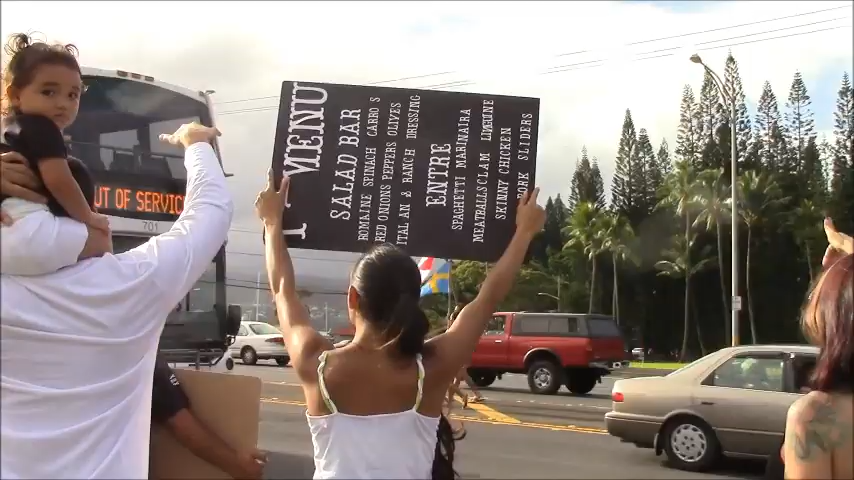 UT OF SERVIC
701
MENU
SALAD BAR
ROMAINE SPINACH CARRO S
RED ONIONS PEPPERS OLIVES
ITAL AN & RANCH DRESSING
ENTRE
SPAGHETTI MARINAIRA
MEATBALLS CLAM LINGUINE
SKINNY CHICKEN
PORK SLIDERS